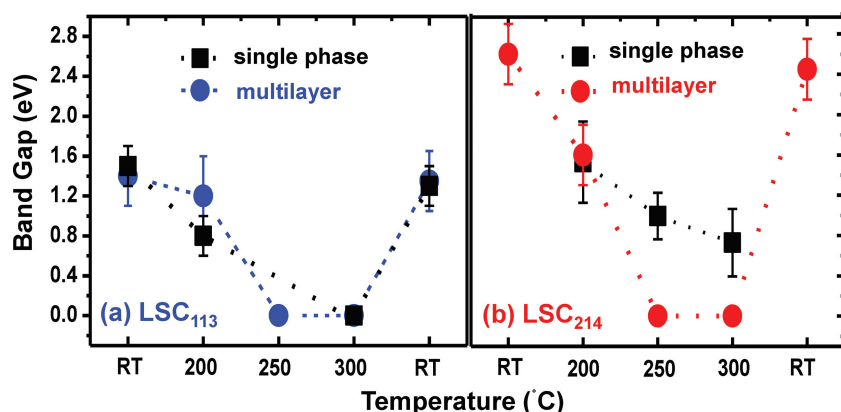 Band Gap (eV)
2.8
2.4
2.0
1.6
1.2
0.8
0.4
0.0
single phase
multilayer
(a) LSC₁₁₃
RT 200 250 300 RT
single phase
multilayer
(b) LSC₂₁₄
RT 200 250 300 RT
Temperature (°C)